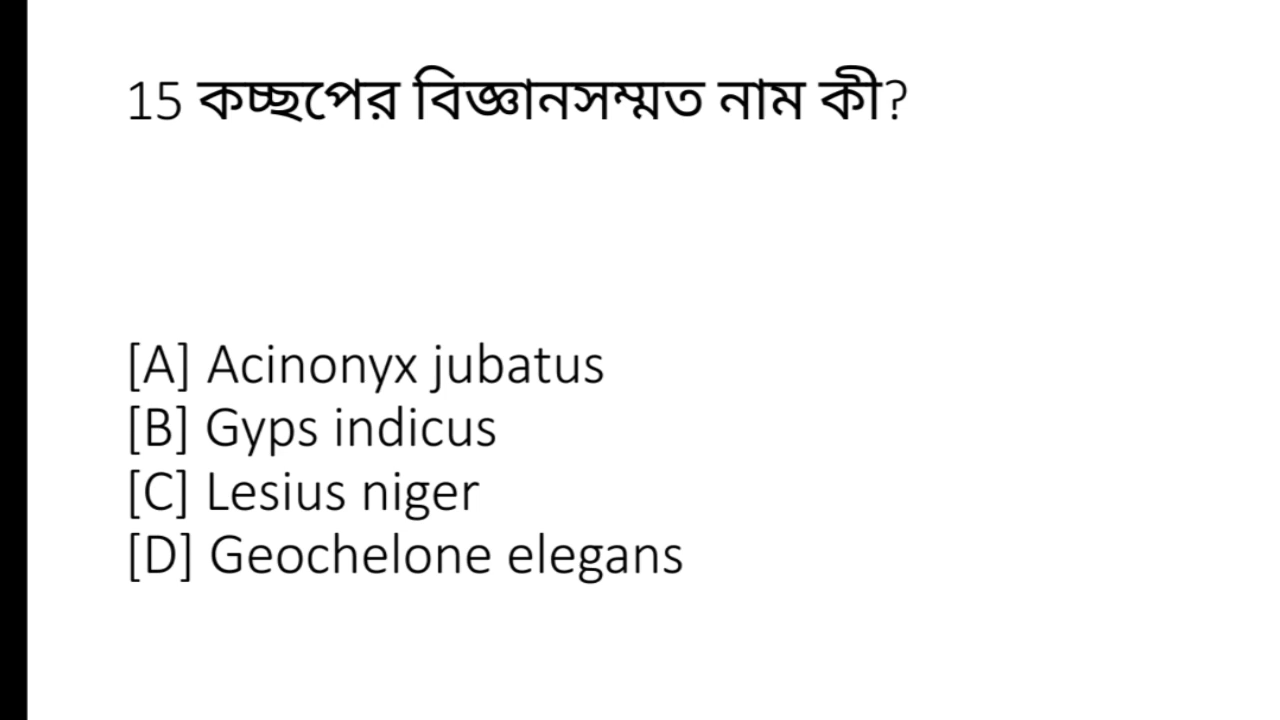 15 কচ্ছপের বিজ্ঞানসম্মত নাম কী?
[A] Acinonyx jubatus
[B] Gyps indicus
[C] Lesius niger
[D] Geochelone elegans